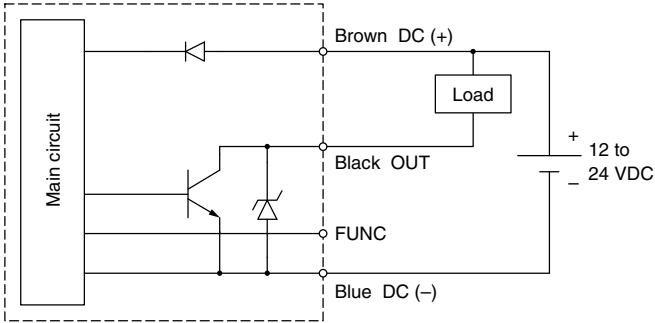 Brown DC (+)
Load
Main circuit
Black OUT
+
12 to
24 VDC
–
FUNC
Blue DC (–)